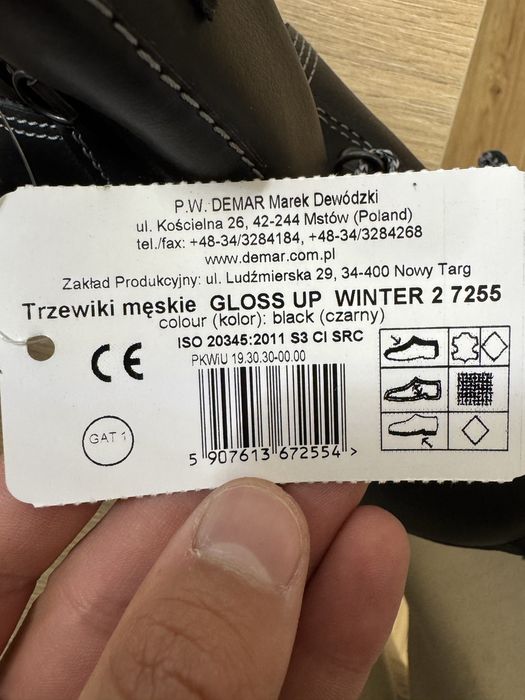 P.W. DEMAR Marek Dewódzki
ul. Kościelna 26, 42-244 Mstów (Poland)
tel./fax: +48-34/3284184, +48-34/3284268
www.demar.com.pl
Zakład Produkcyjny: ul. Ludźmierska 29, 34-400 Nowy Targ
Trzewiki męskie GLOSS UP WINTER 2 7255
colour (kolor): black (czarny)
ISO 20345:2011 S3 CI SRC
PKWiU 19.30.30-00.00
CE
GAT 1
5 907613 672554 >